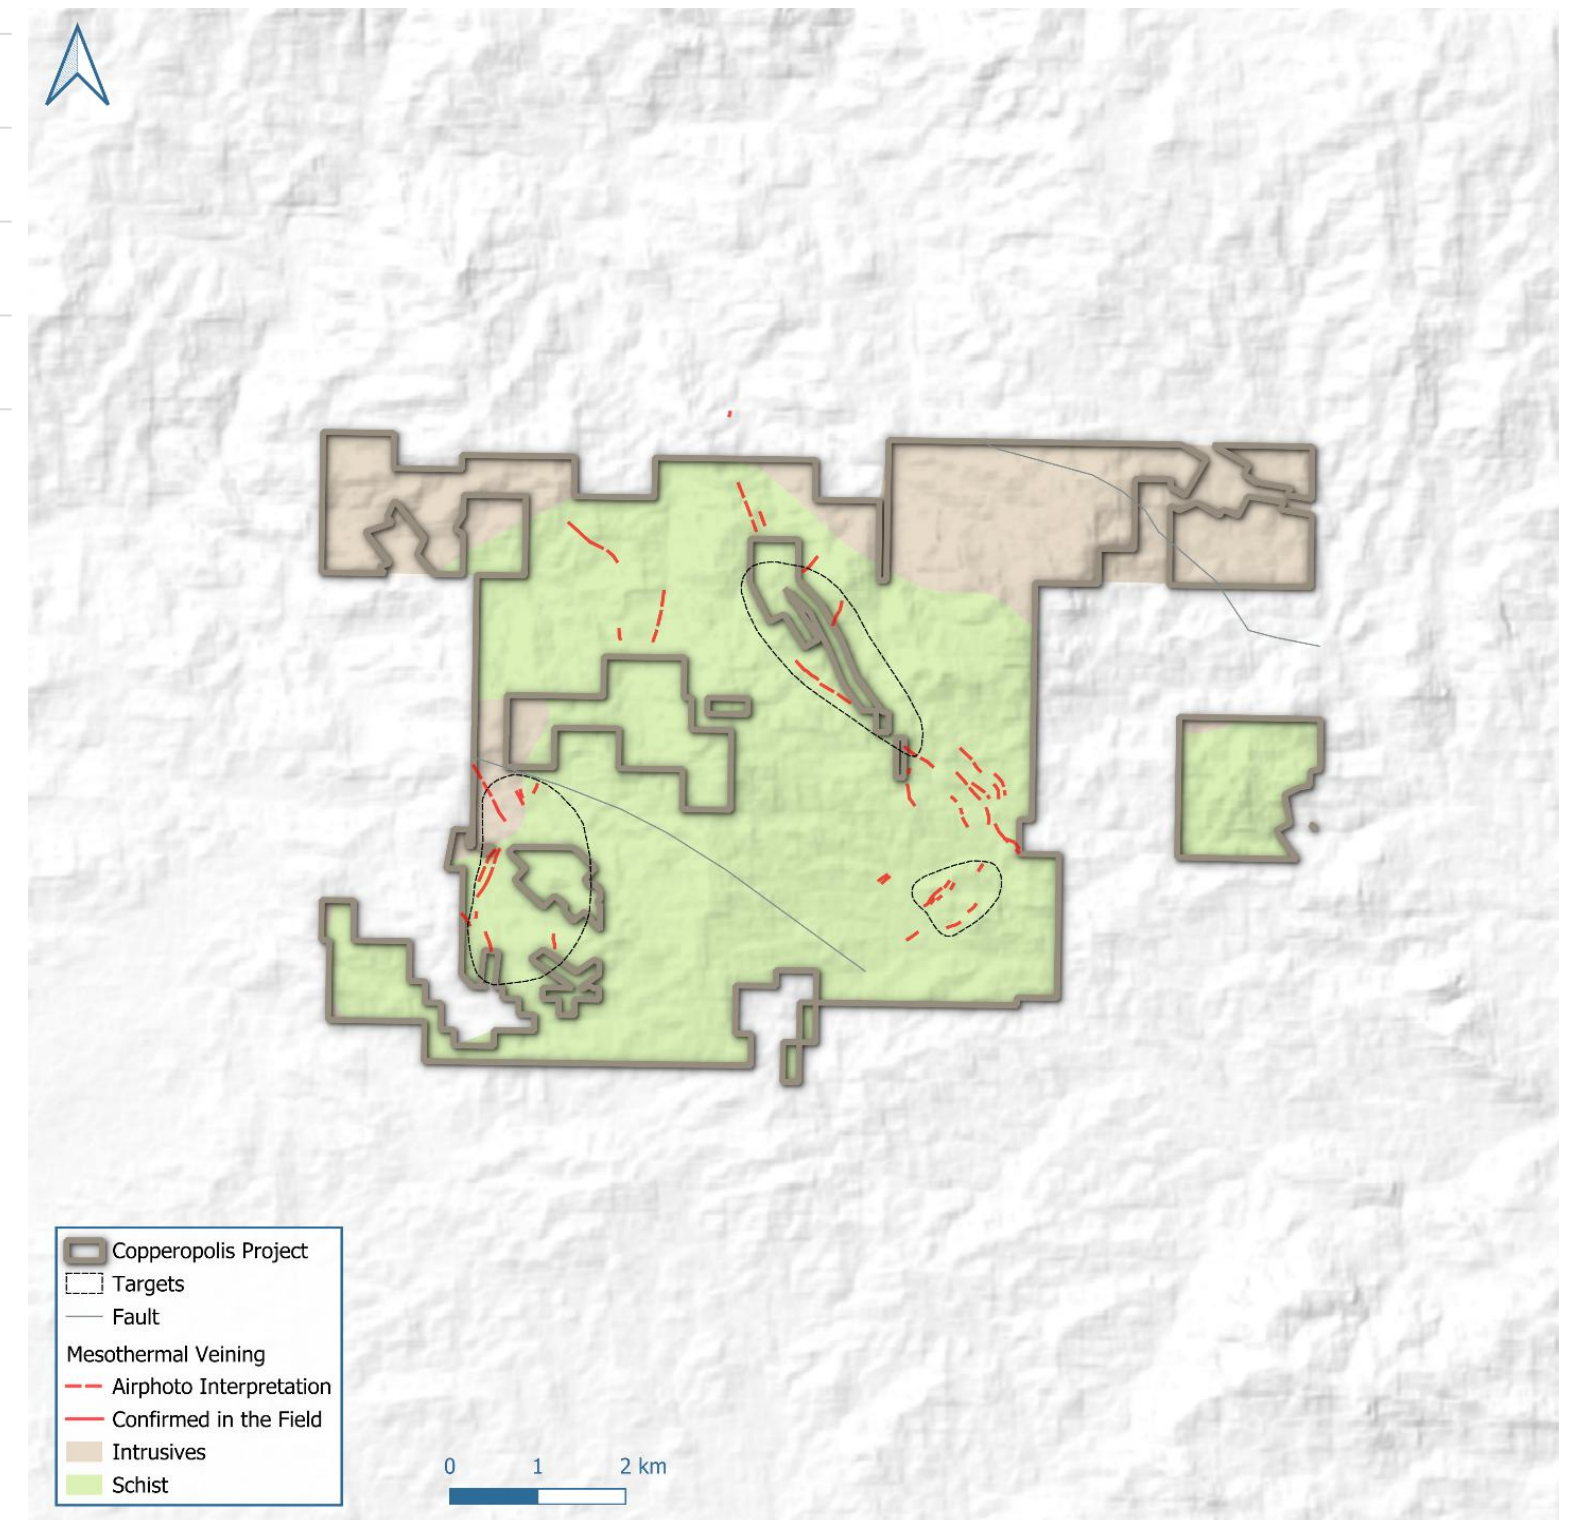 Copperopolis Project
Targets
Fault
Mesothermal Veining
Airphoto Interpretation
Confirmed in the Field
Intrusives
Schist
0 1 2 km